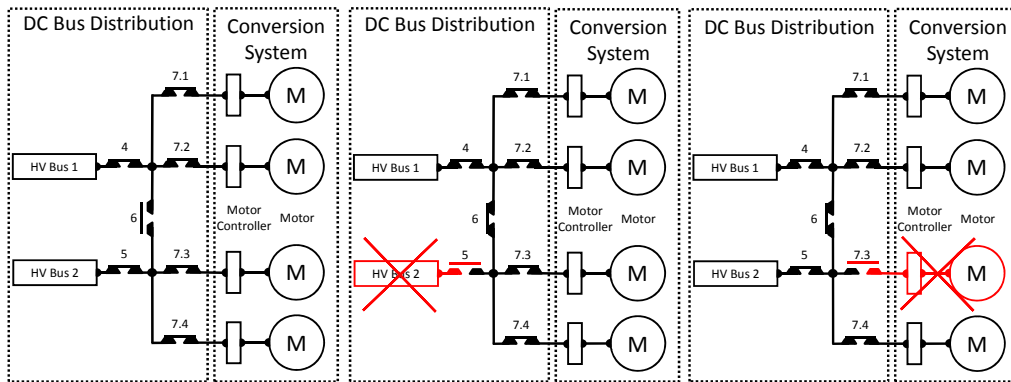 DC Bus Distribution
Conversion
System
7.1
M
4
7.2
HV Bus 1
M
6
Motor
Controller
Motor
5
7.3
HV Bus 2
M
7.4
M
DC Bus Distribution
Conversion
System
7.1
M
4
7.2
HV Bus 1
M
6
Motor
Controller
Motor
5
7.3
HV Bus 2
M
7.4
M
DC Bus Distribution
Conversion
System
7.1
M
4
7.2
HV Bus 1
M
6
Motor
Controller
Motor
5
7.3
HV Bus 2
M
7.4
M